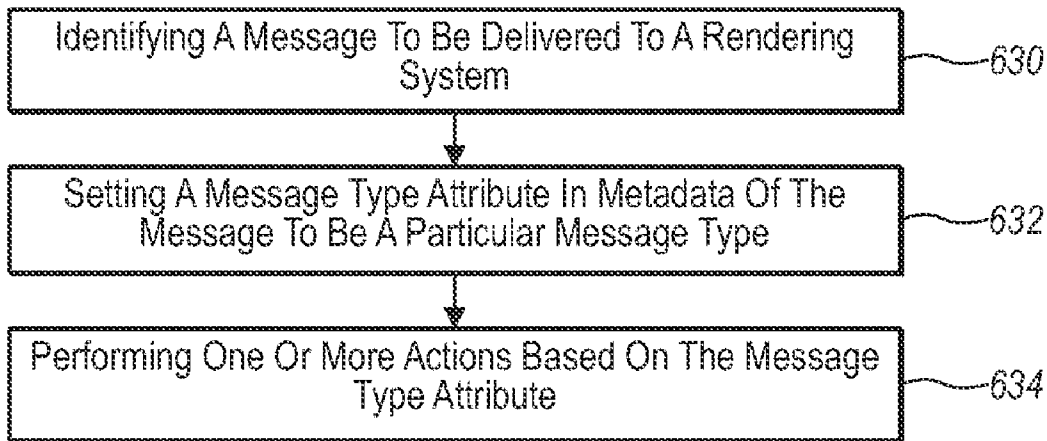 Identifying A Message To Be Delivered To A Rendering
System
630
Setting A Message Type Attribute In Metadata Of The
Message To Be A Particular Message Type
632
Performing One Or More Actions Based On The Message
Type Attribute
634